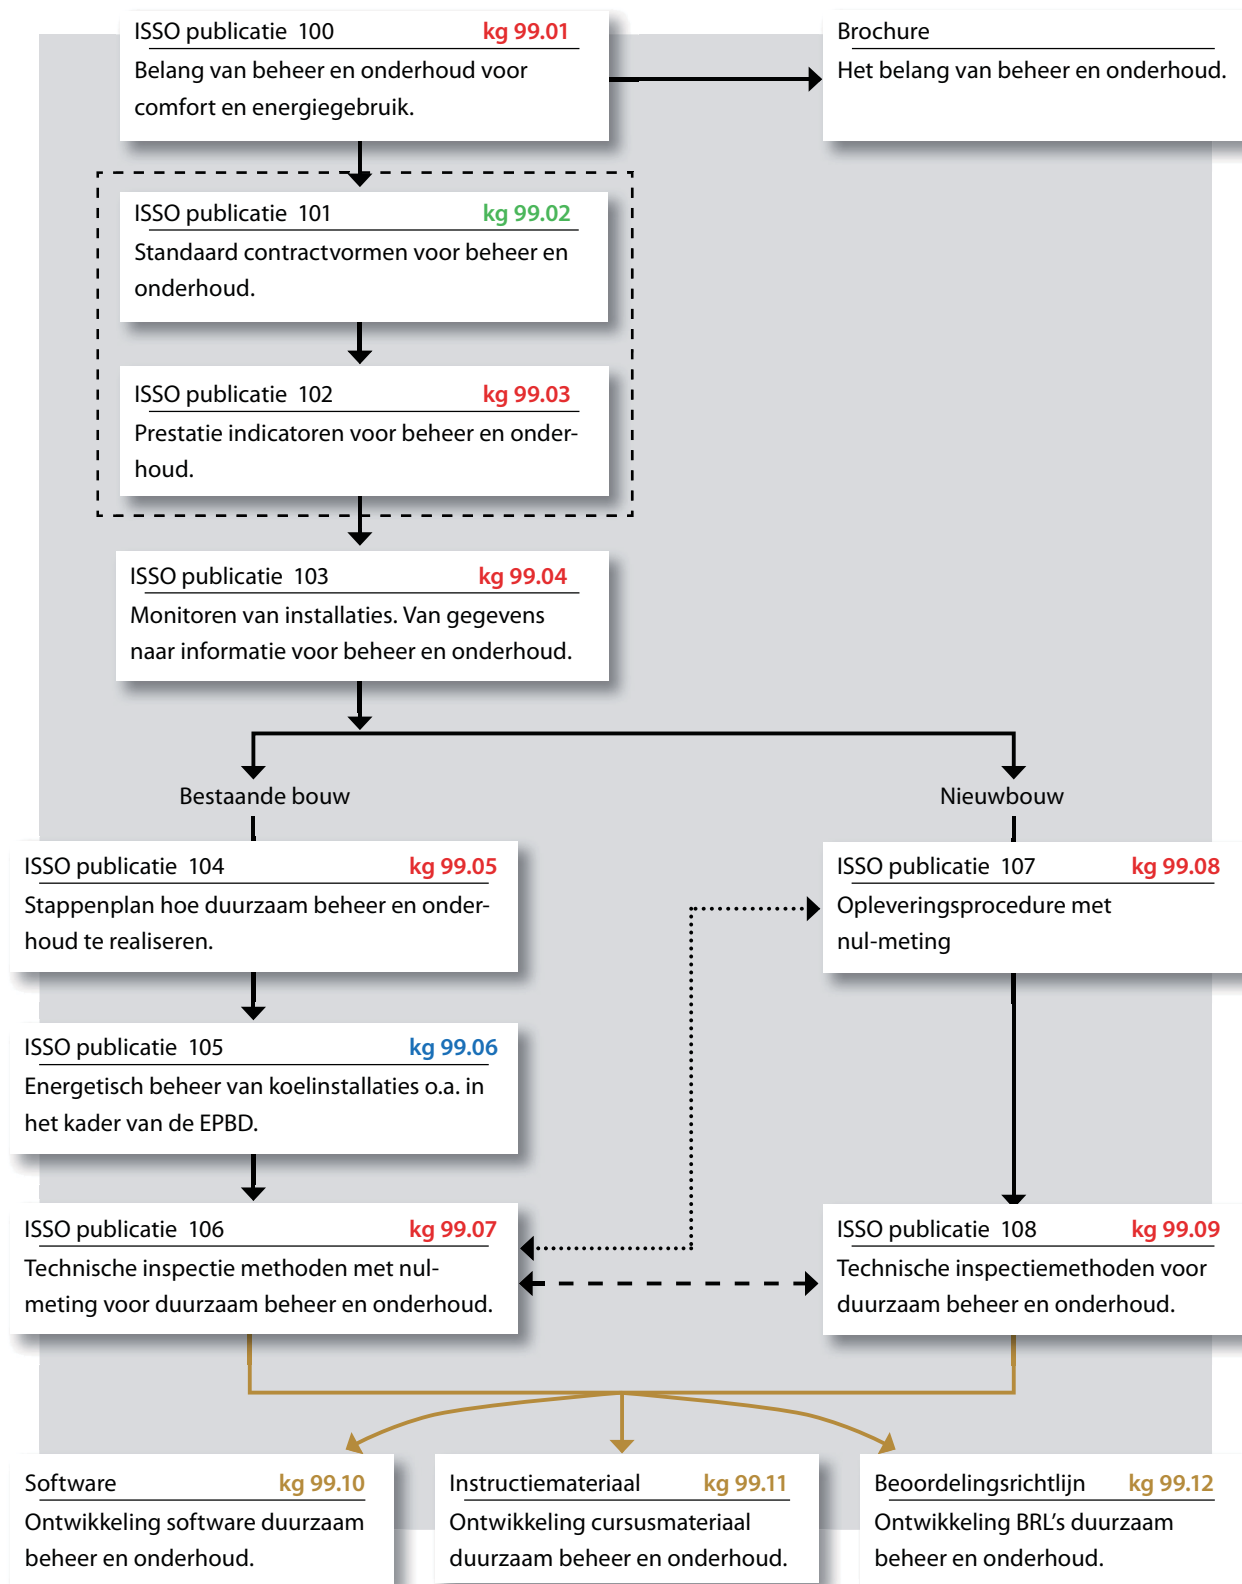 ISSO publicatie 100 kg 99.01
Belang van beheer en onderhoud voor
comfort en energiegebruik.
Brochure
Het belang van beheer en onderhoud.
ISSO publicatie 101 kg 99.02
Standaard contractvormen voor beheer en
onderhoud.
ISSO publicatie 102 kg 99.03
Prestatie indicatoren voor beheer en onder-
houd.
ISSO publicatie 103 kg 99.04
Monitoren van installaties. Van gegevens
naar informatie voor beheer en onderhoud.
Bestaande bouw
Nieuwbouw
ISSO publicatie 104 kg 99.05
Stappenplan hoe duurzaam beheer en onder-
houd te realiseren.
ISSO publicatie 107 kg 99.08
Opleveringsprocedure met
nul-meting
ISSO publicatie 105 kg 99.06
Energetisch beheer van koelinstallaties o.a. in
het kader van de EPBD.
ISSO publicatie 106 kg 99.07
Technische inspectie methoden met nul-
meting voor duurzaam beheer en onderhoud.
ISSO publicatie 108 kg 99.09
Technische inspectiemethoden voor
duurzaam beheer en onderhoud.
Software kg 99.10
Ontwikkeling software duurzaam
beheer en onderhoud.
Instructiemateriaal kg 99.11
Ontwikkeling cursusmateriaal
duurzaam beheer en onderhoud.
Beoordelingsrichtlijn kg 99.12
Ontwikkeling BRL's duurzaam
beheer en onderhoud.